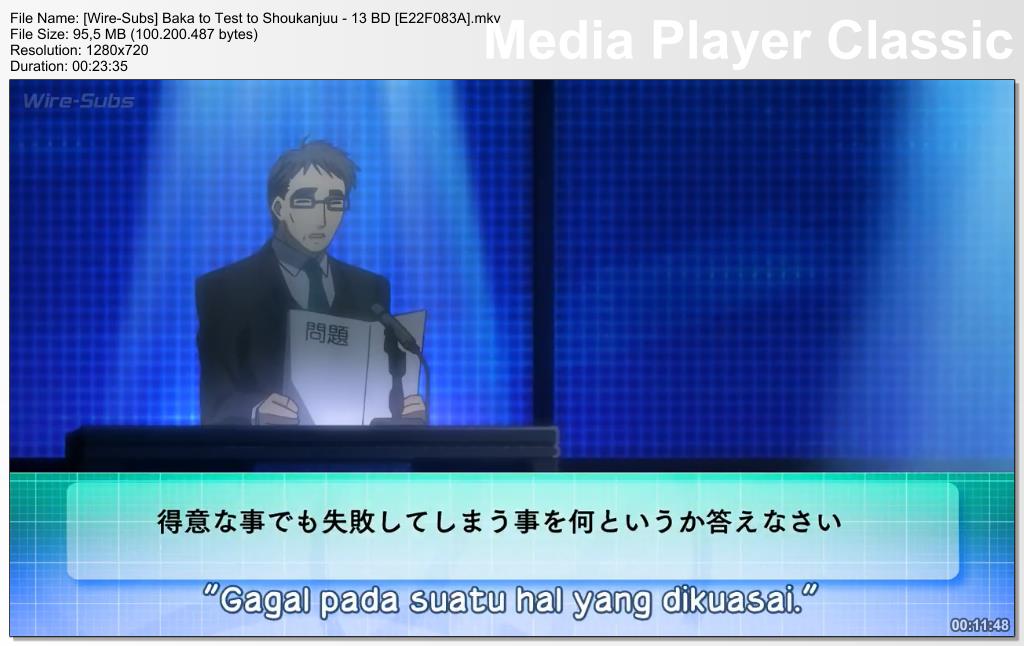 File Name: [Wire-Subs] Baka to Test to Shoukanjuu - 13 BD [E22F083A].mkv
File Size: 95,5 MB (100.200.487 bytes)
Resolution: 1280x720
Duration: 00:23:35
Media Player Classic
Wire-Subs
問題
得意な事でも失敗してしまう事を何というか答えなさい
"Gagal pada suatu hal yang dikuasai."
00:11:48